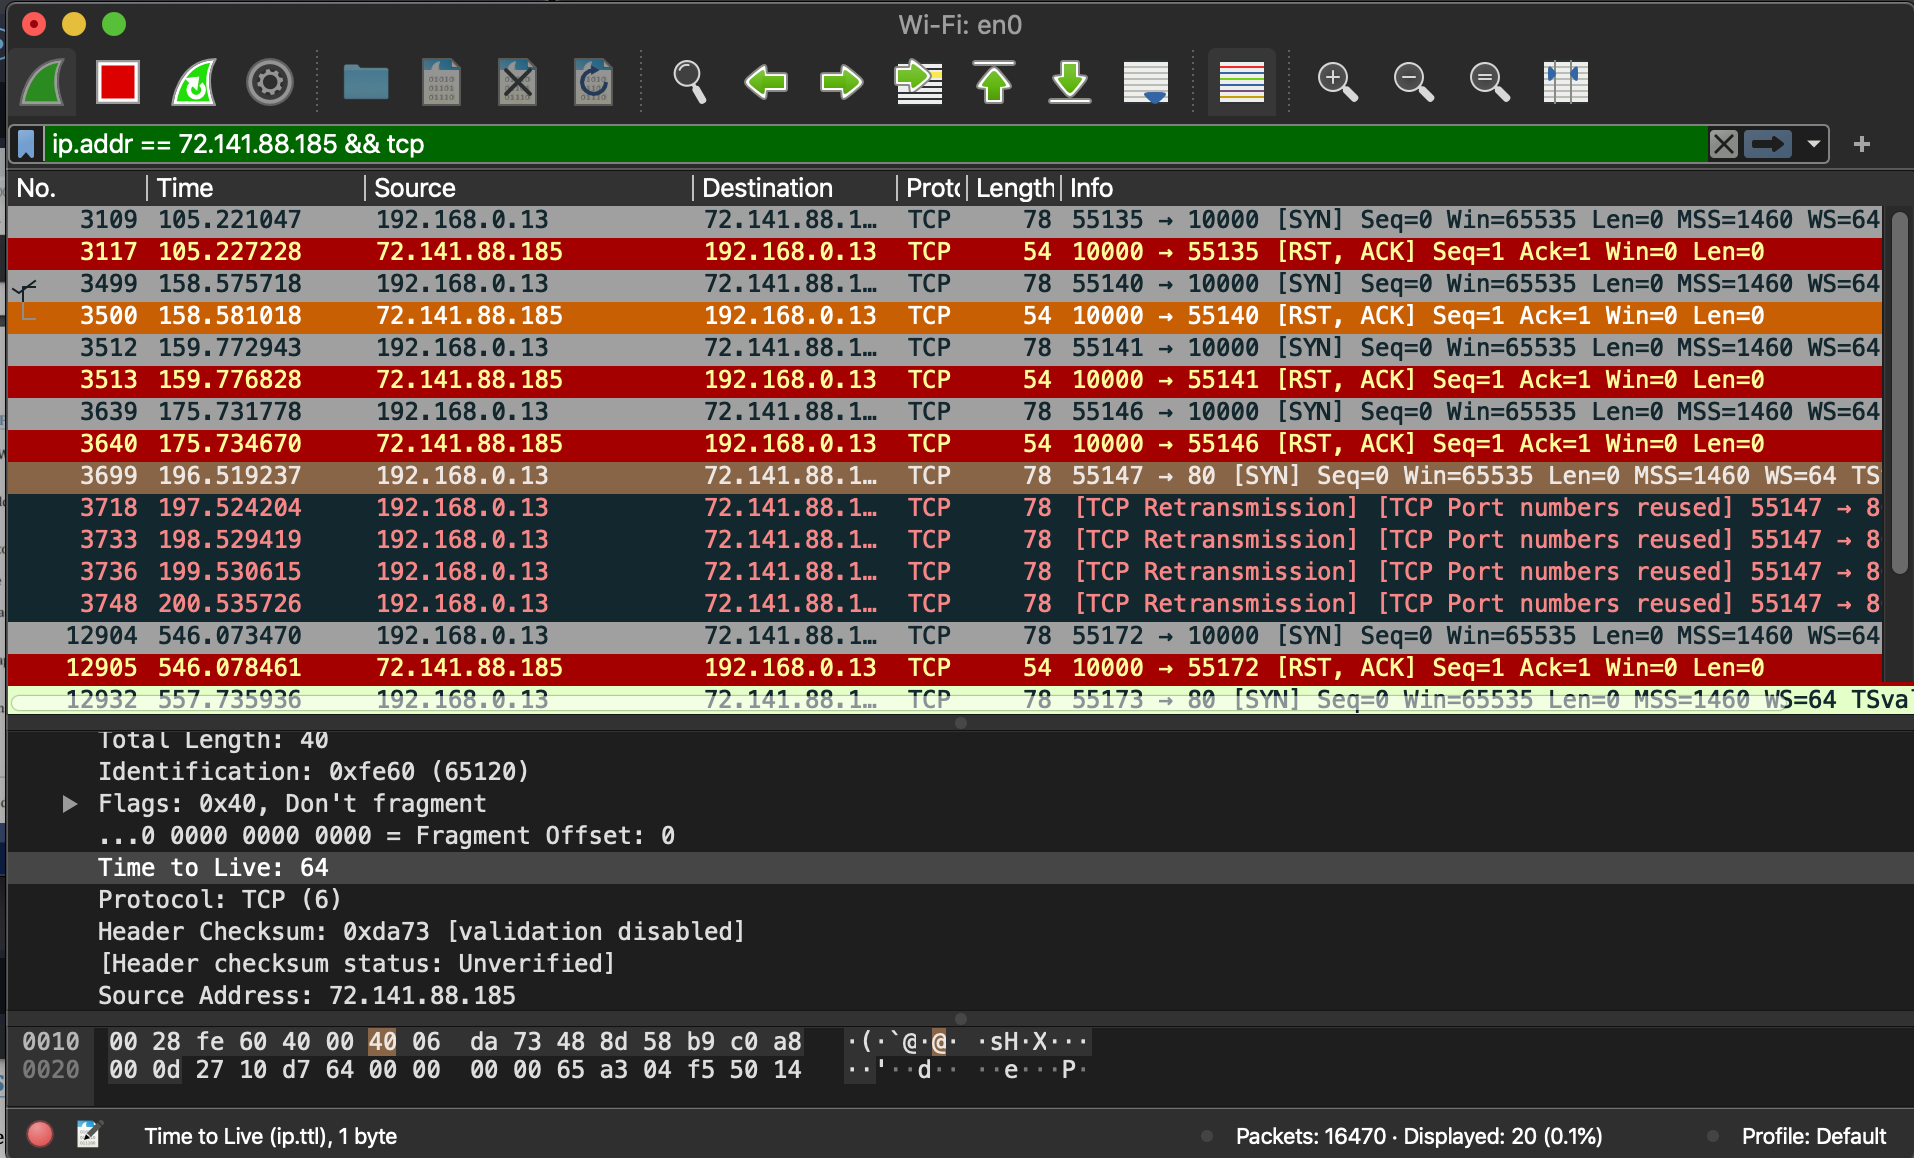 Wi-Fi: en0
ip.addr == 72.141.88.185 && tcp
No. Time Source Destination Proto Length Info
3109 105.221047 192.168.0.13 72.141.88.1… TCP 78 55135 → 10000 [SYN] Seq=0 Win=65535 Len=0 MSS=1460 WS=64
3117 105.227228 72.141.88.185 192.168.0.13 TCP 54 10000 → 55135 [RST, ACK] Seq=1 Ack=1 Win=0 Len=0
3499 158.575718 192.168.0.13 72.141.88.1… TCP 78 55140 → 10000 [SYN] Seq=0 Win=65535 Len=0 MSS=1460 WS=64
3500 158.581018 72.141.88.185 192.168.0.13 TCP 54 10000 → 55140 [RST, ACK] Seq=1 Ack=1 Win=0 Len=0
3512 159.772943 192.168.0.13 72.141.88.1… TCP 78 55141 → 10000 [SYN] Seq=0 Win=65535 Len=0 MSS=1460 WS=64
3513 159.776828 72.141.88.185 192.168.0.13 TCP 54 10000 → 55141 [RST, ACK] Seq=1 Ack=1 Win=0 Len=0
3639 175.731778 192.168.0.13 72.141.88.1… TCP 78 55146 → 10000 [SYN] Seq=0 Win=65535 Len=0 MSS=1460 WS=64
3640 175.734670 72.141.88.185 192.168.0.13 TCP 54 10000 → 55146 [RST, ACK] Seq=1 Ack=1 Win=0 Len=0
3699 196.519237 192.168.0.13 72.141.88.1… TCP 78 55147 → 80 [SYN] Seq=0 Win=65535 Len=0 MSS=1460 WS=64 TS
3718 197.524204 192.168.0.13 72.141.88.1… TCP 78 [TCP Retransmission] [TCP Port numbers reused] 55147 → 8
3733 198.529419 192.168.0.13 72.141.88.1… TCP 78 [TCP Retransmission] [TCP Port numbers reused] 55147 → 8
3736 199.530615 192.168.0.13 72.141.88.1… TCP 78 [TCP Retransmission] [TCP Port numbers reused] 55147 → 8
3748 200.535726 192.168.0.13 72.141.88.1… TCP 78 [TCP Retransmission] [TCP Port numbers reused] 55147 → 8
12904 546.073470 192.168.0.13 72.141.88.1… TCP 78 55172 → 10000 [SYN] Seq=0 Win=65535 Len=0 MSS=1460 WS=64
12905 546.078461 72.141.88.185 192.168.0.13 TCP 54 10000 → 55172 [RST, ACK] Seq=1 Ack=1 Win=0 Len=0
12932 557.735936 192.168.0.13 72.141.88.1… TCP 78 55173 → 80 [SYN] Seq=0 Win=65535 Len=0 MSS=1460 WS=64 TSva
Total Length: 40
Identification: 0xfe60 (65120)
Flags: 0x40, Don't fragment
...0 0000 0000 0000 = Fragment Offset: 0
Time to Live: 64
Protocol: TCP (6)
Header Checksum: 0xda73 [validation disabled]
[Header checksum status: Unverified]
Source Address: 72.141.88.185
0010 00 28 fe 60 40 00 40 06 da 73 48 8d 58 b9 c0 a8 ·(·`@·@· ·sH·X···
0020 00 0d 27 10 d7 64 00 00 00 00 65 a3 04 f5 50 14 ··'··d·· ··e···P·
Time to Live (ip.ttl), 1 byte
Packets: 16470 · Displayed: 20 (0.1%)
Profile: Default